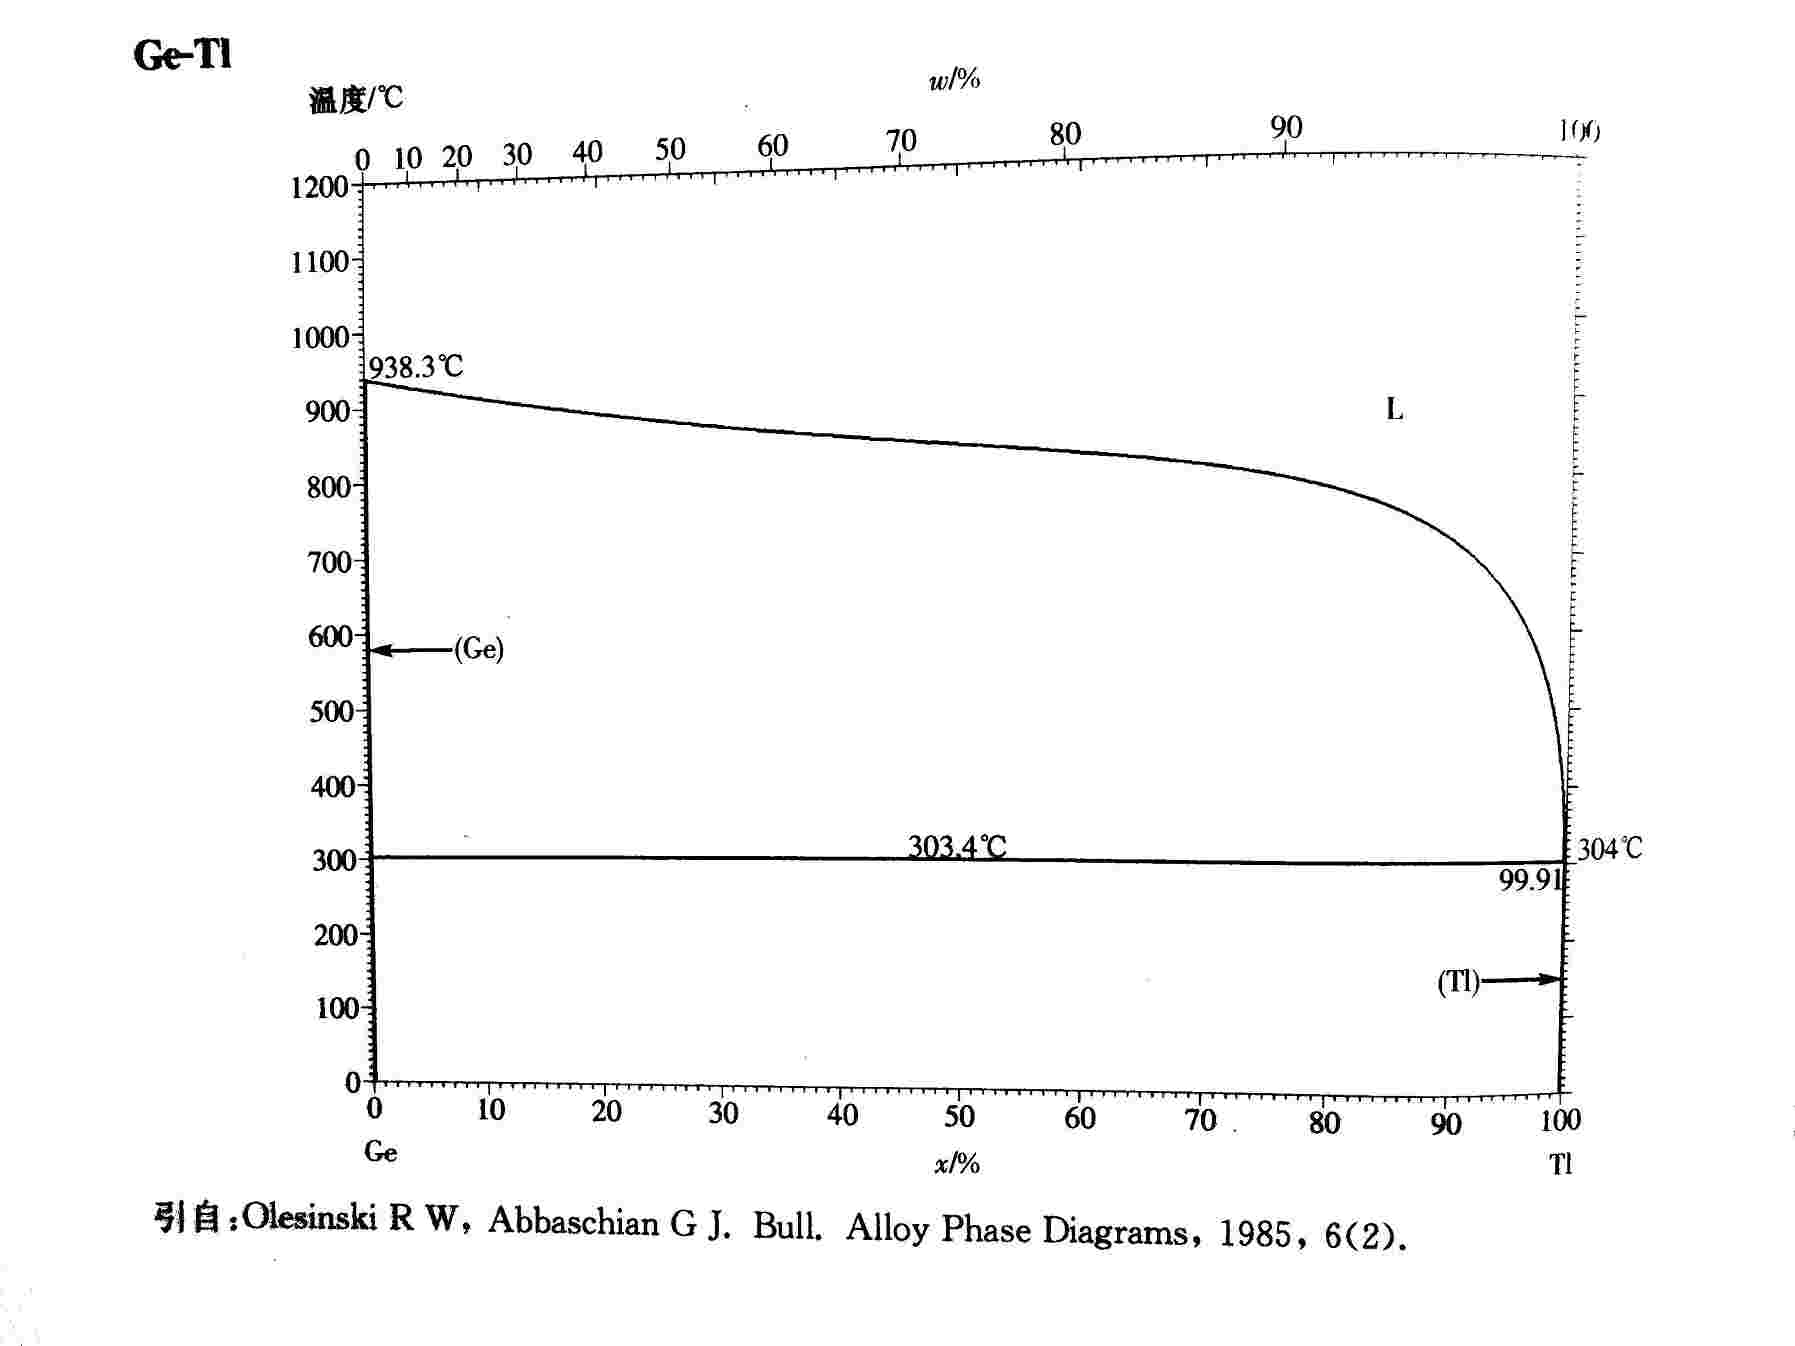 Ge-Tl
w/%
温度/℃
0 10 20 30 40 50 60 70 80 90 100
1200
1100
1000
938.3℃
900
L
800
700
600
(Ge)
500
400
303.4℃
304℃
300
99.91
200
(Tl)
100
0
0 10 20 30 40 50 60 70 80 90 100
Ge x/% Tl
引自:Olesinski R W, Abbaschian G J. Bull. Alloy Phase Diagrams, 1985, 6(2).